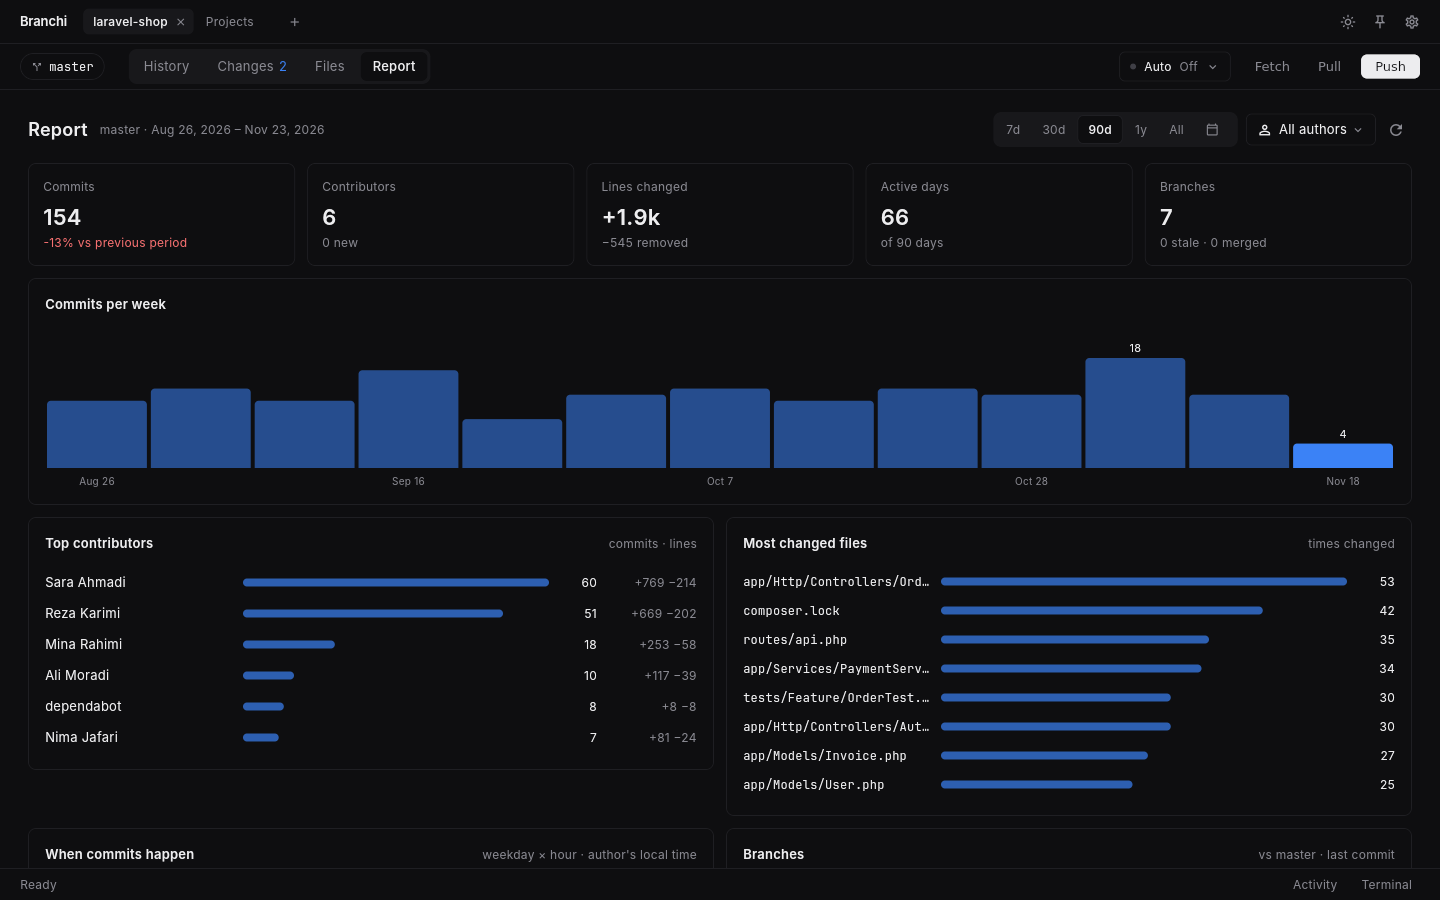 Branchi laravel-shop × Projects +
master History Changes 2 Files Report Auto Off Fetch Pull Push
Report master · Aug 26, 2026 – Nov 23, 2026 7d 30d 90d 1y All All authors
Commits Contributors Lines changed Active days Branches
154 6 +1.9k 66 7
-13% vs previous period 0 new −545 removed of 90 days 0 stale · 0 merged
Commits per week
18
4
Aug 26 Sep 16 Oct 7 Oct 28 Nov 18
Top contributors commits · lines
Sara Ahmadi 60 +769 −214
Reza Karimi 51 +669 −202
Mina Rahimi 18 +253 −58
Ali Moradi 10 +117 −39
dependabot 8 +8 −8
Nima Jafari 7 +81 −24
Most changed files times changed
app/Http/Controllers/Ord… 53
composer.lock 42
routes/api.php 35
app/Services/PaymentServ… 34
tests/Feature/OrderTest.… 30
app/Http/Controllers/Aut… 30
app/Models/Invoice.php 27
app/Models/User.php 25
When commits happen weekday × hour · author's local time
Branches vs master · last commit
Ready Activity Terminal